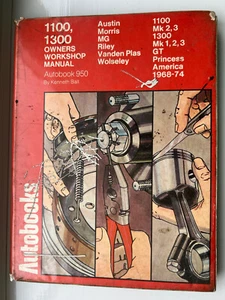 1100,
1300
OWNERS
WORKSHOP
MANUAL
Autobook 950
By Kenneth Ball
Austin
Morris
MG
Riley
Vanden Plas
Wolseley
1100
Mk 2,3
1300
Mk 1,2,3
GT
Princess
America
1968-74
Autobooks